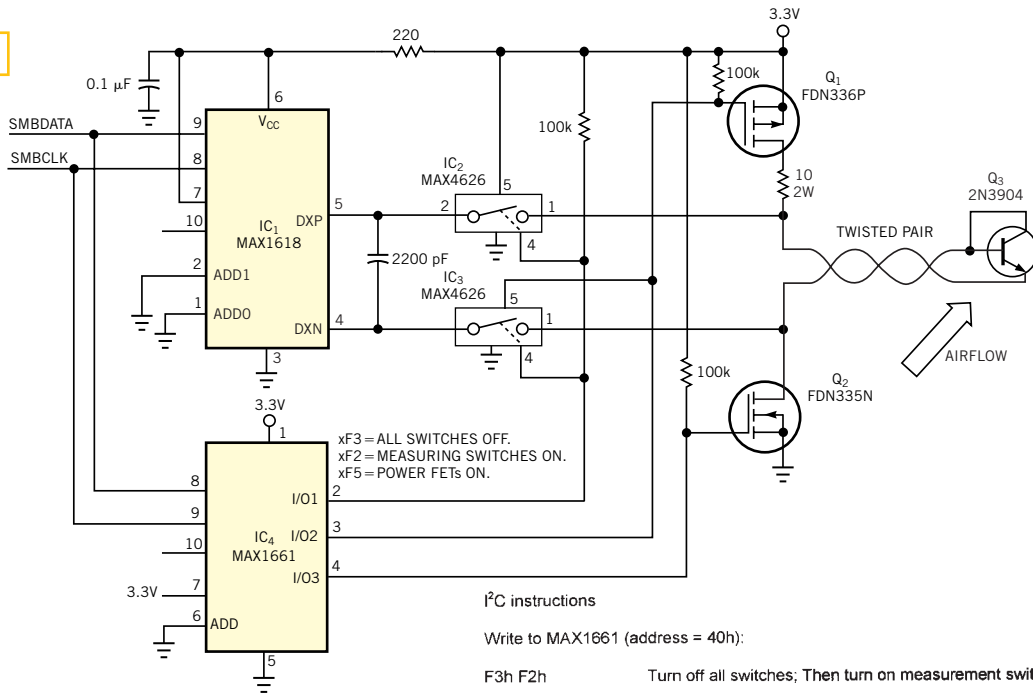 3.3V
220
100k
Q1
FDN336P
0.1 µF
6
VCC
SMBDATA
9
100k
SMBCLK
8
IC2
MAX4626
10
2W
Q3
2N3904
5
7
DXP
5
2
1
IC1
MAX1618
10
4
TWISTED PAIR
2
ADD1
2200 pF
IC3
MAX4626
1
ADD0
5
DXN
4
1
4
AIRFLOW
3
100k
Q2
FDN335N
3.3V
1
xF3=ALL SWITCHES OFF.
xF2=MEASURING SWITCHES ON.
xF5=POWER FETs ON.
8
I/O1
2
9
IC4
MAX1661
I/O2
3
10
I/O3
4
3.3V
7
6
ADD
5
I²C instructions
Write to MAX1661 (address = 40h):
F3h F2h Turn off all switches; Then turn on measurement swit